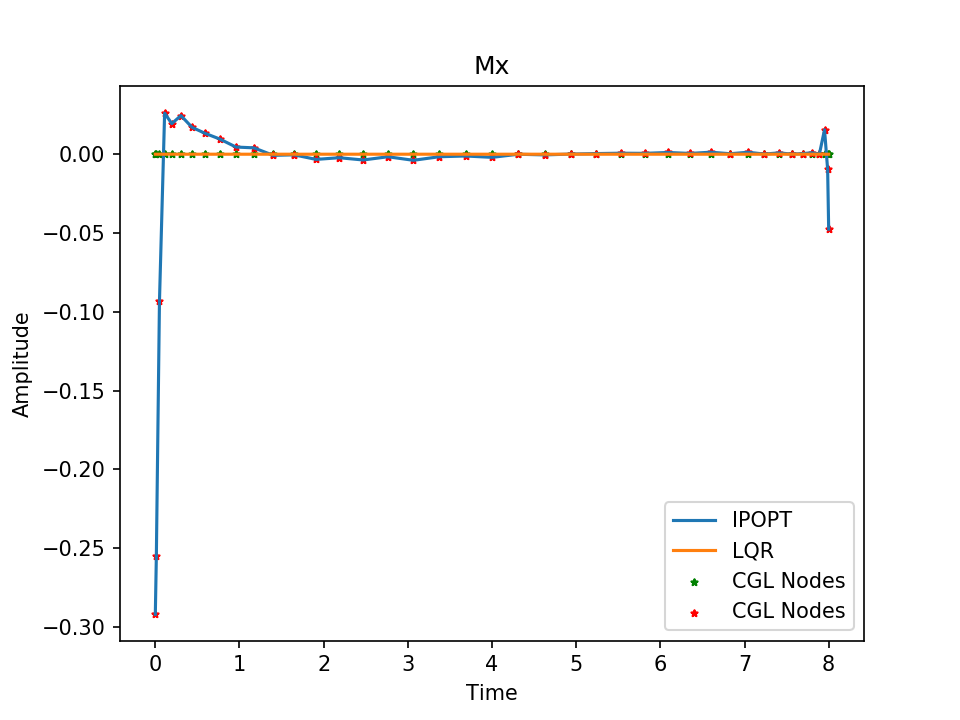 Mx
0.00
−0.05
−0.10
−0.15
−0.20
−0.25
−0.30
Amplitude
0 1 2 3 4 5 6 7 8
Time
IPOPT
LQR
CGL Nodes
CGL Nodes